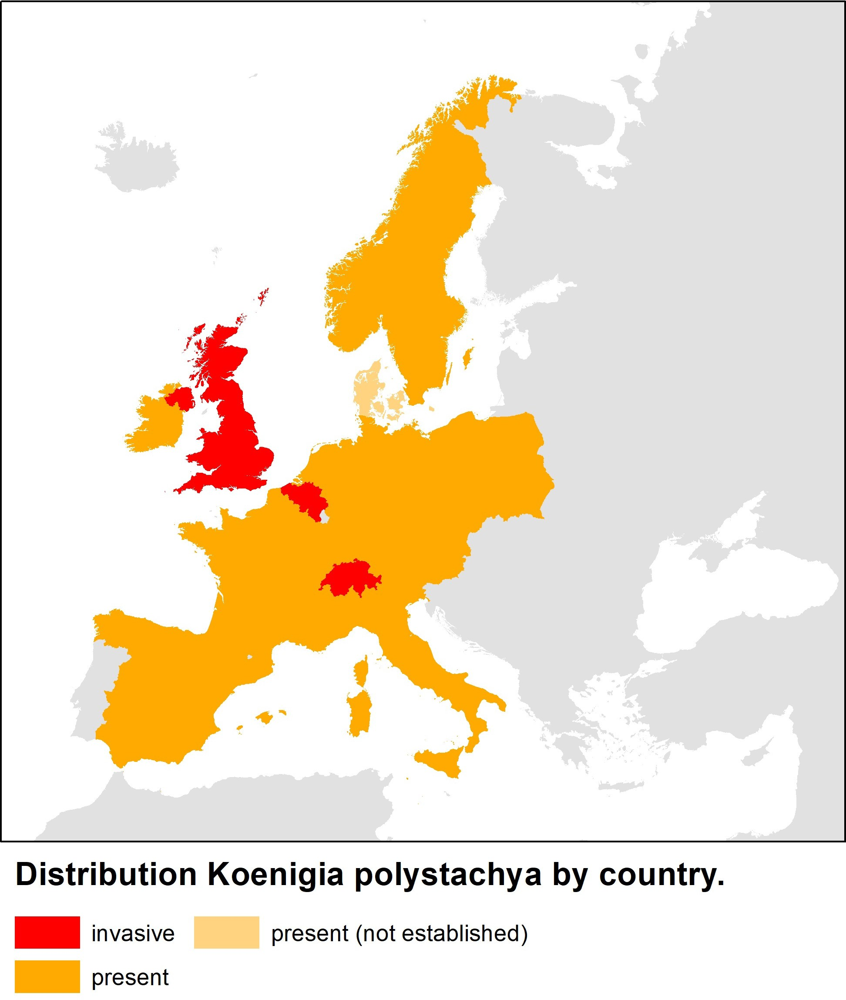 Distribution Koenigia polystachya by country.
invasive present (not established)
present